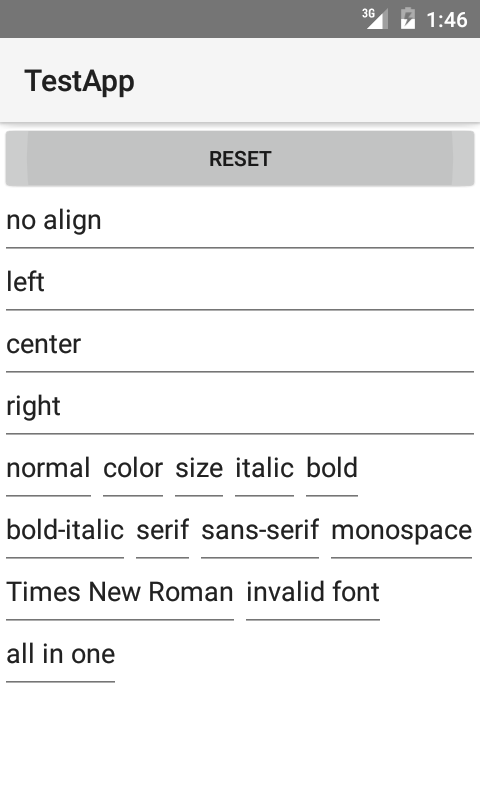 3G 1:46
TestApp
RESET
no align
left
center
right
normal color size italic bold
bold-italic serif sans-serif monospace
Times New Roman invalid font
all in one